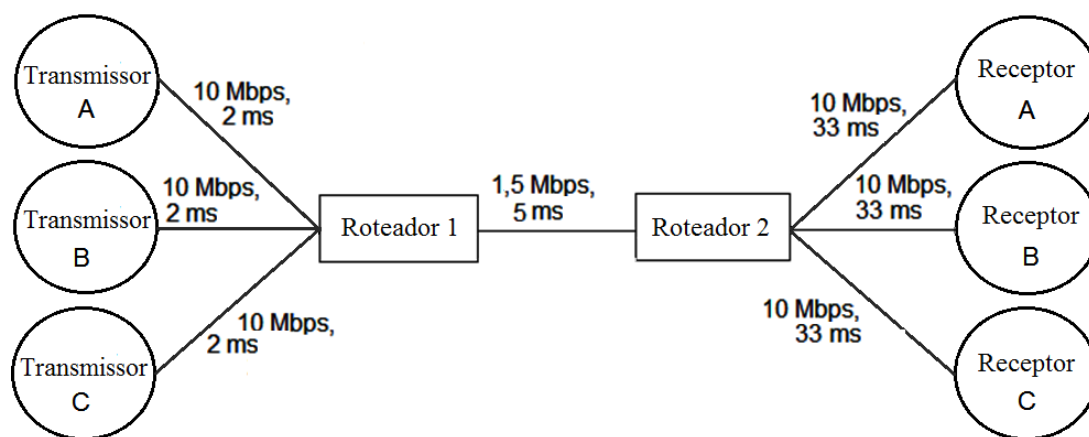 Transmissor
A
10 Mbps,
2 ms
Transmissor
B
10 Mbps,
2 ms
Transmissor
C
10 Mbps,
2 ms
Roteador 1
1,5 Mbps,
5 ms
Roteador 2
10 Mbps,
33 ms
Receptor
A
10 Mbps,
33 ms
Receptor
B
10 Mbps,
33 ms
Receptor
C